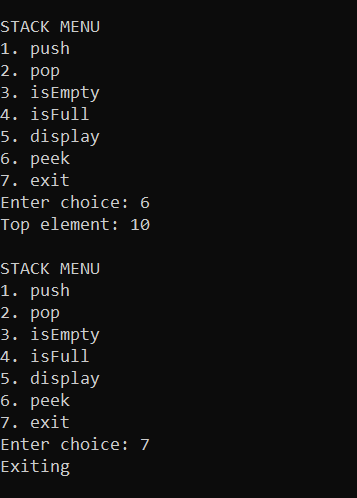 STACK MENU
1. push
2. pop
3. isEmpty
4. isFull
5. display
6. peek
7. exit
Enter choice: 6
Top element: 10
STACK MENU
1. push
2. pop
3. isEmpty
4. isFull
5. display
6. peek
7. exit
Enter choice: 7
Exiting